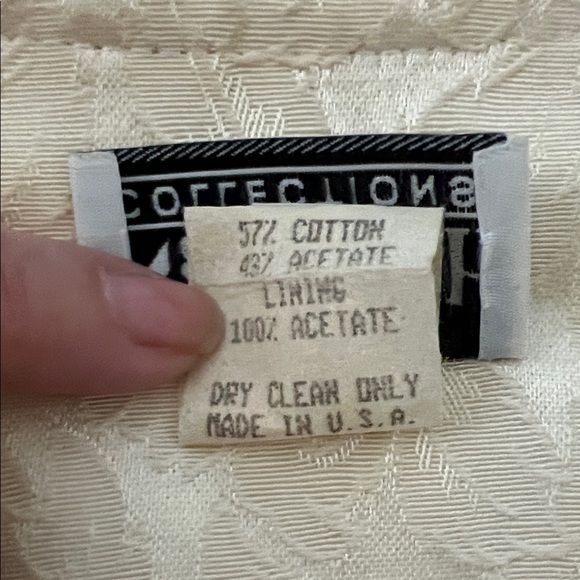 COLLECTIONS
57% COTTON
43% ACETATE
LINING
100% ACETATE
DRY CLEAN ONLY
MADE IN U.S.A.